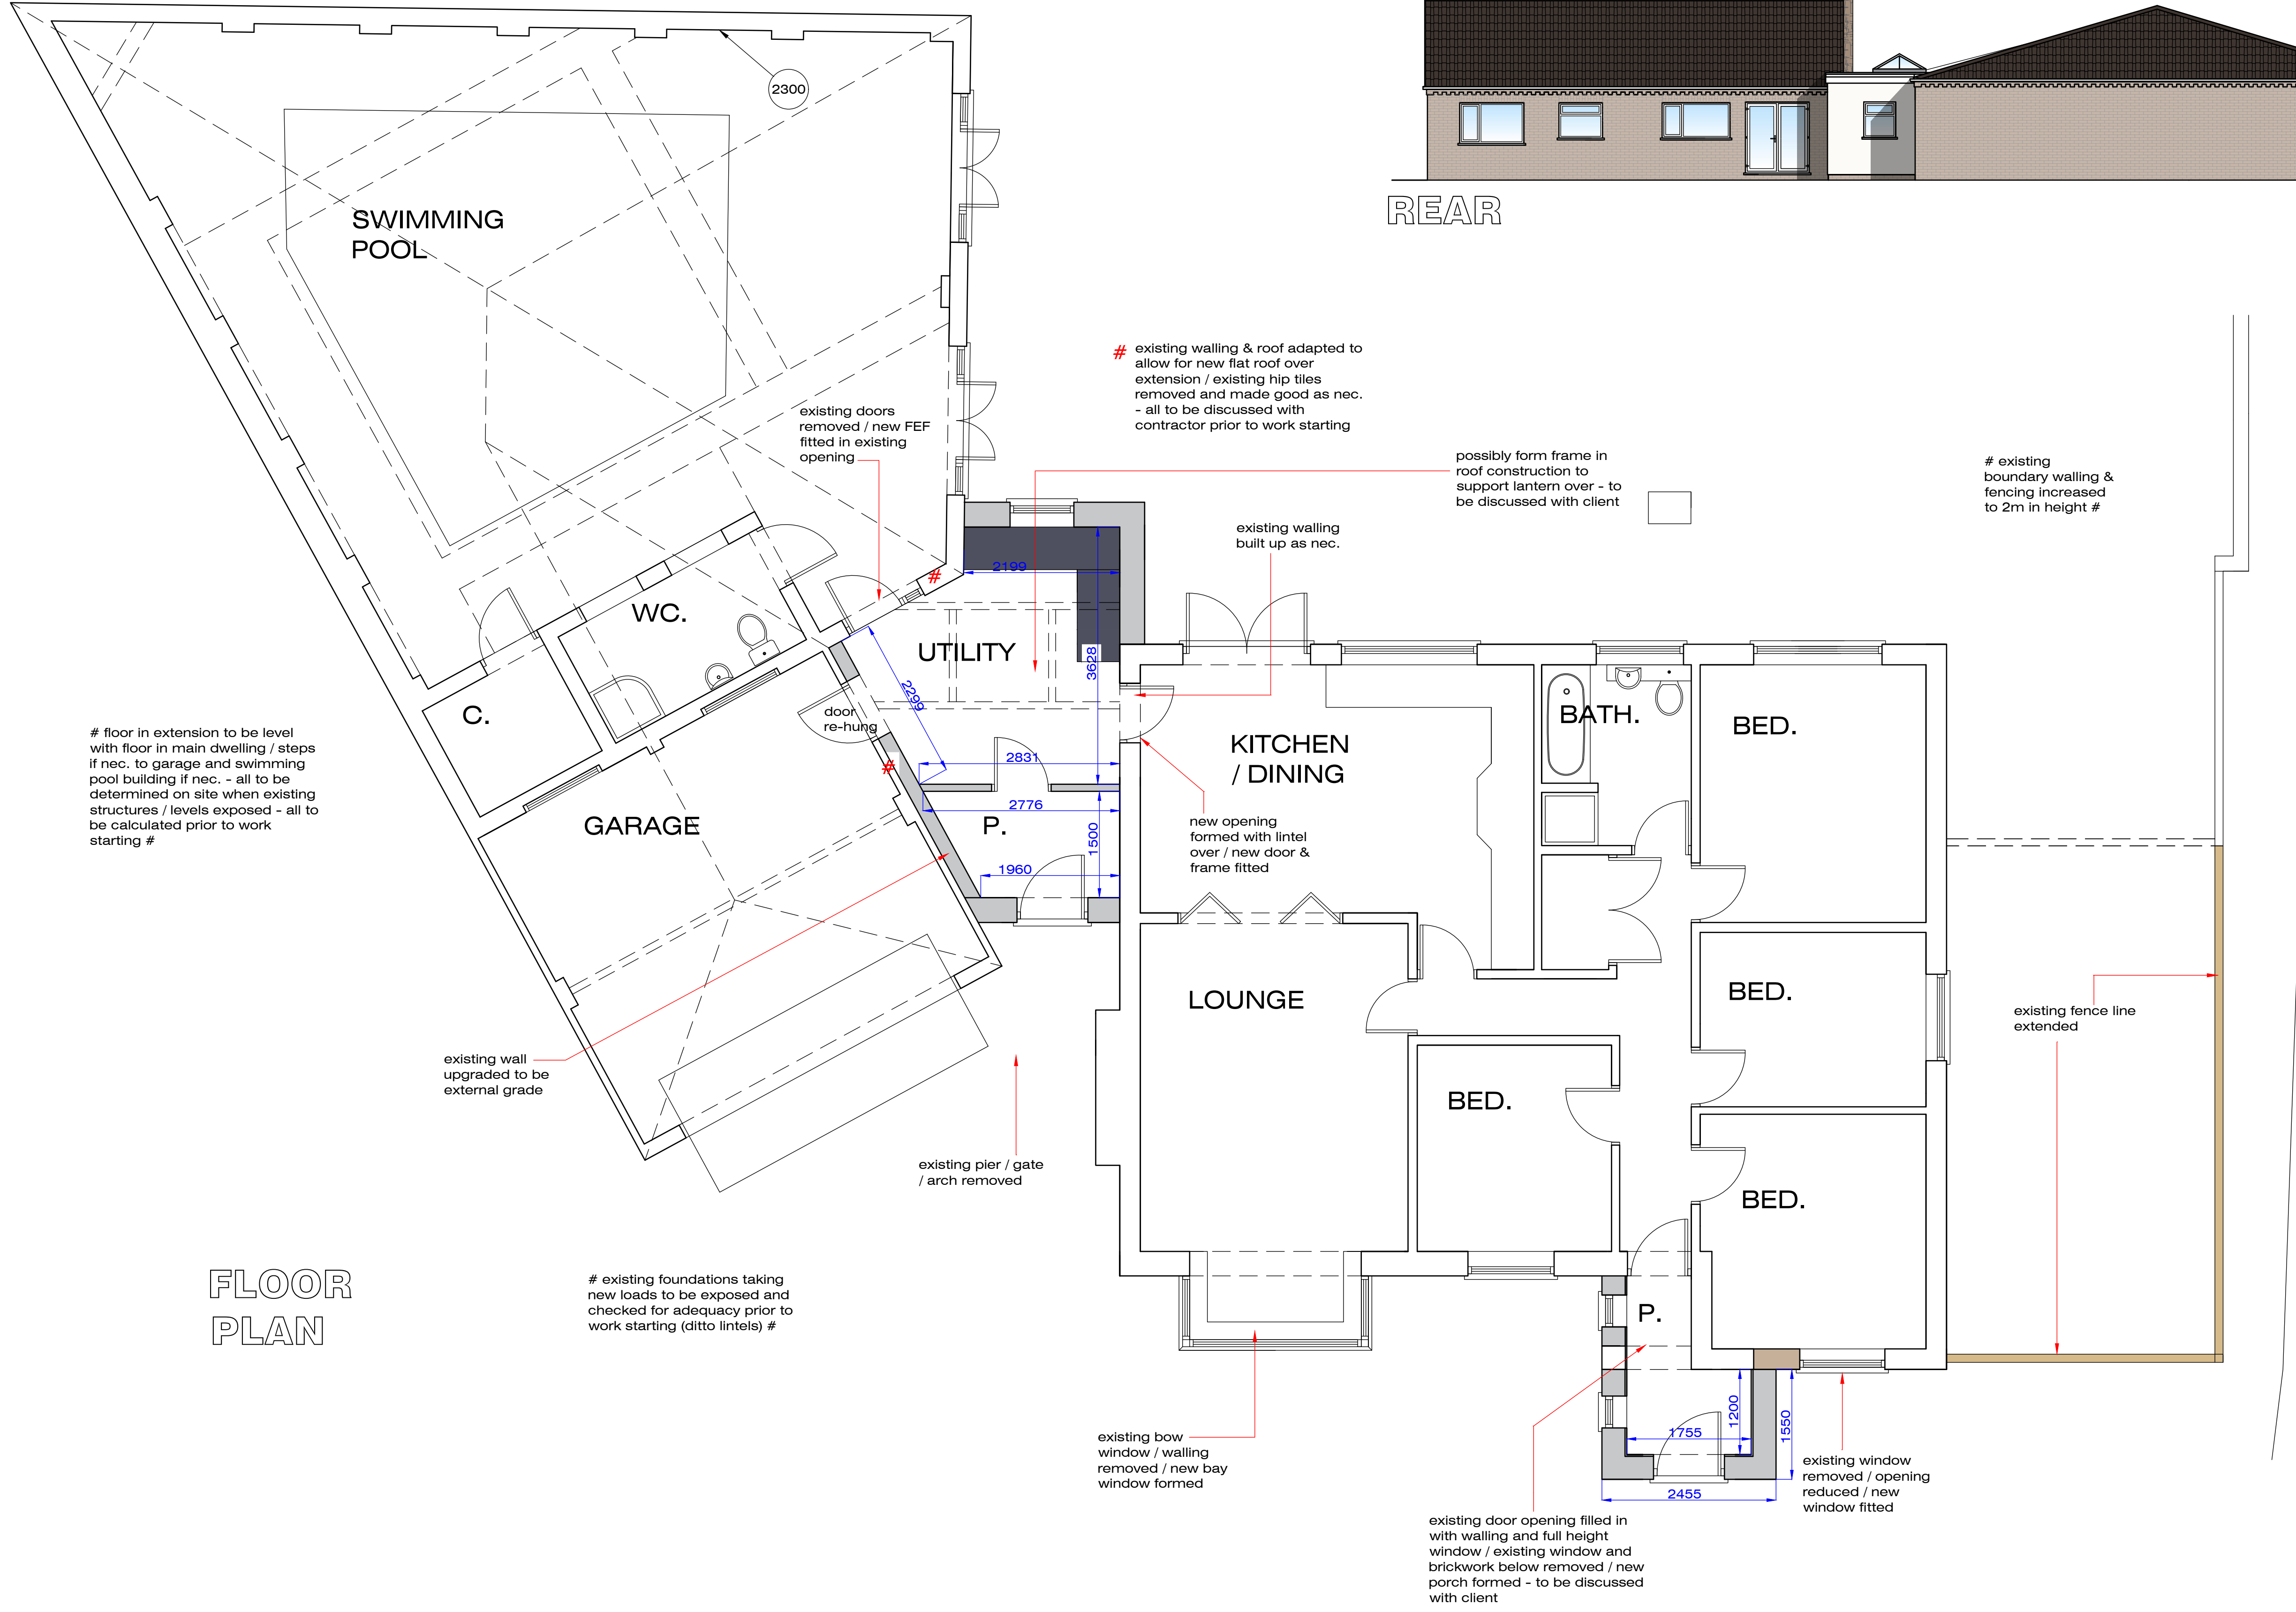 2300
REAR
SWIMMING
POOL
# existing walling & roof adapted to
allow for new flat roof over
extension / existing hip tiles
removed and made good as nec.
- all to be discussed with
contractor prior to work starting
existing doors
removed / new FEF
fitted in existing
opening
possibly form frame in
roof construction to
support lantern over - to
be discussed with client
# existing
boundary walling &
fencing increased
to 2m in height #
existing walling
built up as nec.
2199
#
WC.
UTILITY
3628
2299
door
re-hung
C.
BATH.
BED.
KITCHEN
/ DINING
# floor in extension to be level
with floor in main dwelling / steps
if nec. to garage and swimming
pool building if nec. - all to be
determined on site when existing
structures / levels exposed - all to
be calculated prior to work
starting #
#
2831
2776
GARAGE
P.
1500
1960
new opening
formed with lintel
over / new door &
frame fitted
LOUNGE
BED.
existing fence line
extended
existing wall
upgraded to be
external grade
BED.
existing pier / gate
/ arch removed
BED.
FLOOR
PLAN
# existing foundations taking
new loads to be exposed and
checked for adequacy prior to
work starting (ditto lintels) #
P.
1200
1550
1755
2455
existing bow
window / walling
removed / new bay
window formed
existing window
removed / opening
reduced / new
window fitted
existing door opening filled in
with walling and full height
window / existing window and
brickwork below removed / new
porch formed - to be discussed
with client